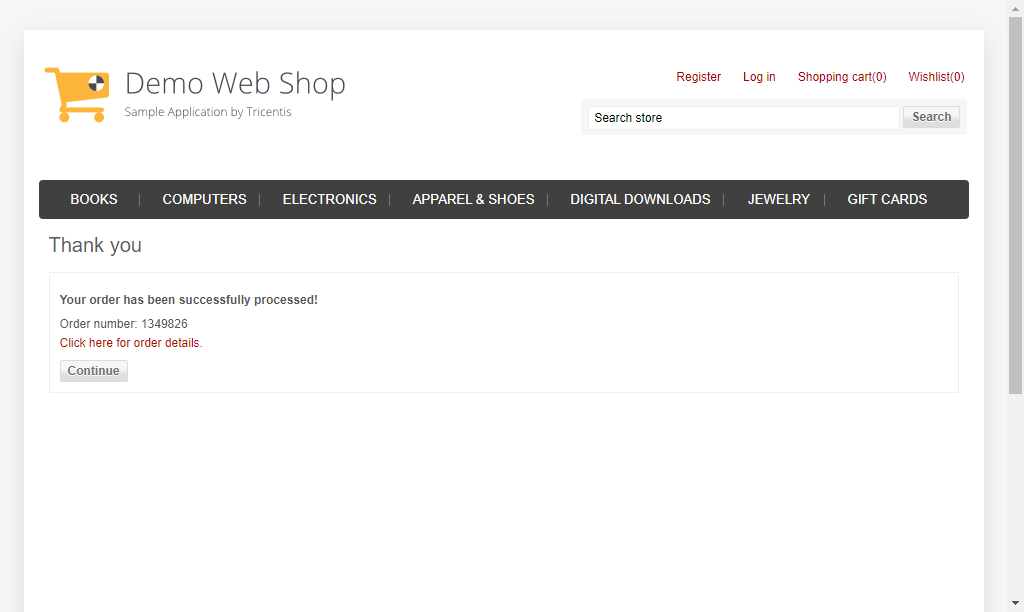 Demo Web Shop
Sample Application by Tricentis
Register Log in Shopping cart(0) Wishlist(0)
Search store Search
BOOKS COMPUTERS ELECTRONICS APPAREL & SHOES DIGITAL DOWNLOADS JEWELRY GIFT CARDS
Thank you
Your order has been successfully processed!
Order number: 1349826
Click here for order details.
Continue